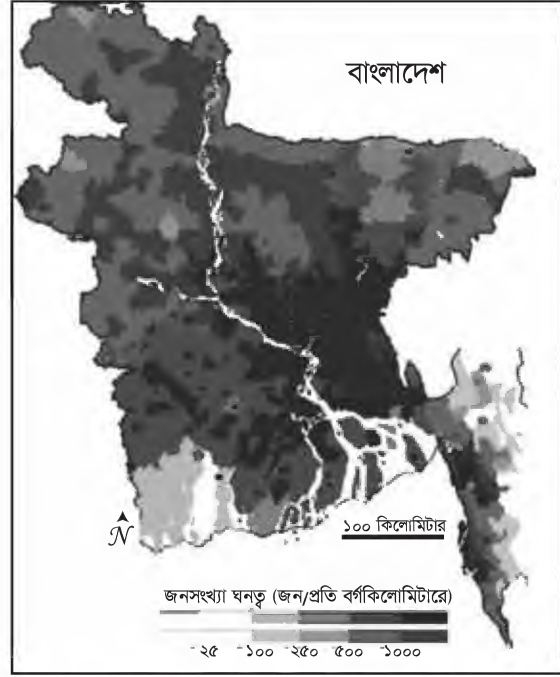 বাংলাদেশ
N
১০০ কিলোমিটার
জনসংখ্যা ঘনত্ব (জন/প্রতি বর্গকিলোমিটারে)
-২৫ -১০০ -২৫০ -৫০০ -১০০০